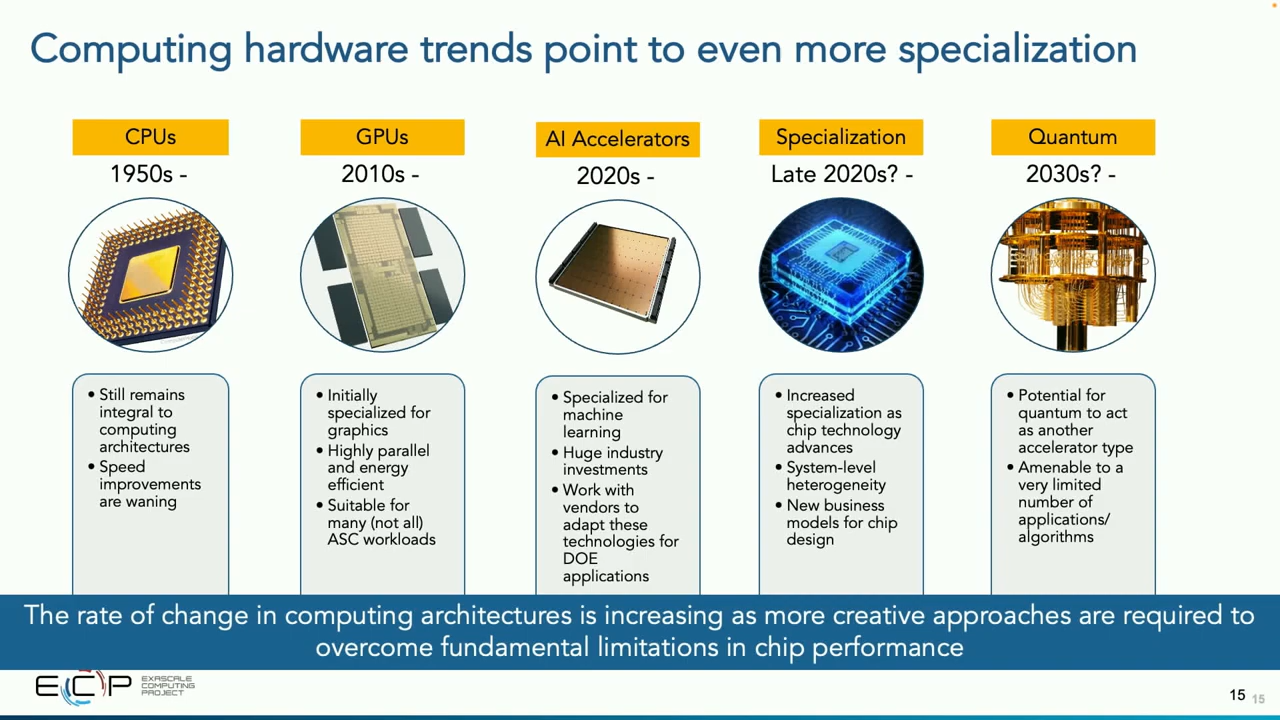 Computing hardware trends point to even more specialization
CPUs
1950s -
• Still remains
integral to
computing
architectures
• Speed
improvements
are waning
GPUs
2010s -
• Initially
specialized for
graphics
• Highly parallel
and energy
efficient
• Suitable for
many (not all)
ASC workloads
AI Accelerators
2020s -
• Specialized for
machine
learning
• Huge industry
investments
• Work with
vendors to
adapt these
technologies for
DOE
applications
Specialization
Late 2020s? -
• Increased
specialization as
chip technology
advances
• System-level
heterogeneity
• New business
models for chip
design
Quantum
2030s? -
• Potential for
quantum to act
as another
accelerator type
• Amenable to a
very limited
number of
applications/
algorithms
The rate of change in computing architectures is increasing as more creative approaches are required to
overcome fundamental limitations in chip performance
ECP
EXASCALE
COMPUTING
PROJECT
15
15